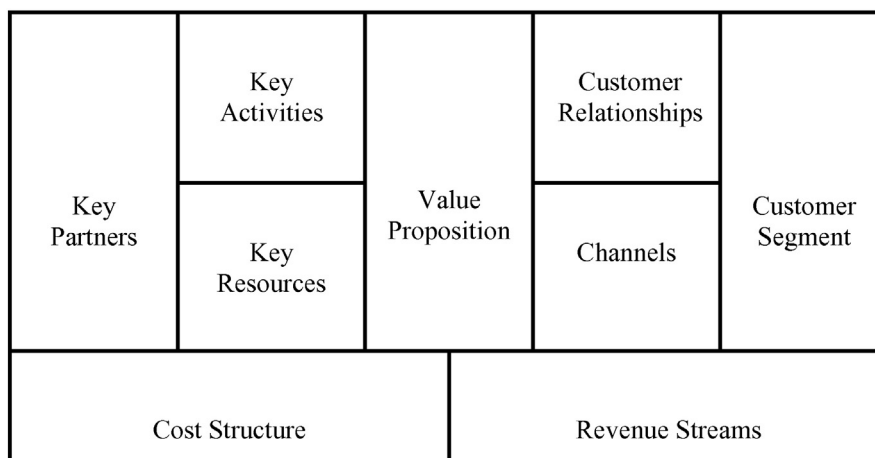 Key
Partners
Key
Activities
Key
Resources
Value
Proposition
Customer
Relationships
Channels
Customer
Segment
Cost Structure
Revenue Streams